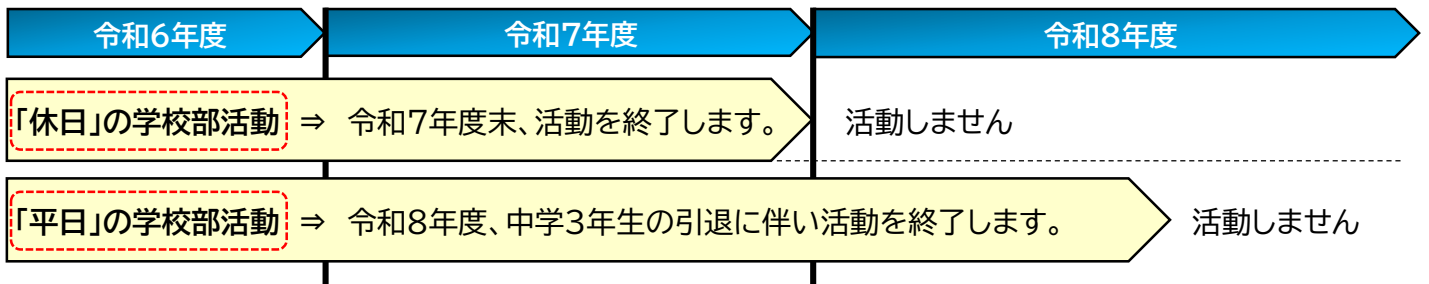 令和6年度 令和7年度 令和8年度
「休日」の学校部活動 ⇒ 令和7年度末、活動を終了します。 活動しません
「平日」の学校部活動 ⇒ 令和8年度、中学3年生の引退に伴い活動を終了します。 活動しません